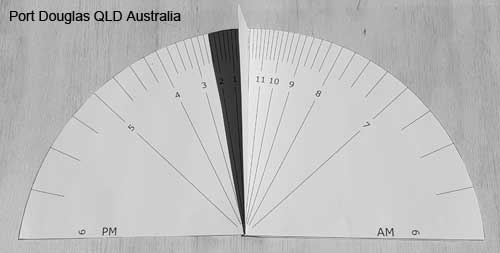 Port Douglas QLD Australia
6 PM 5 4 3 2 1 11 10 9 8 7 AM 6